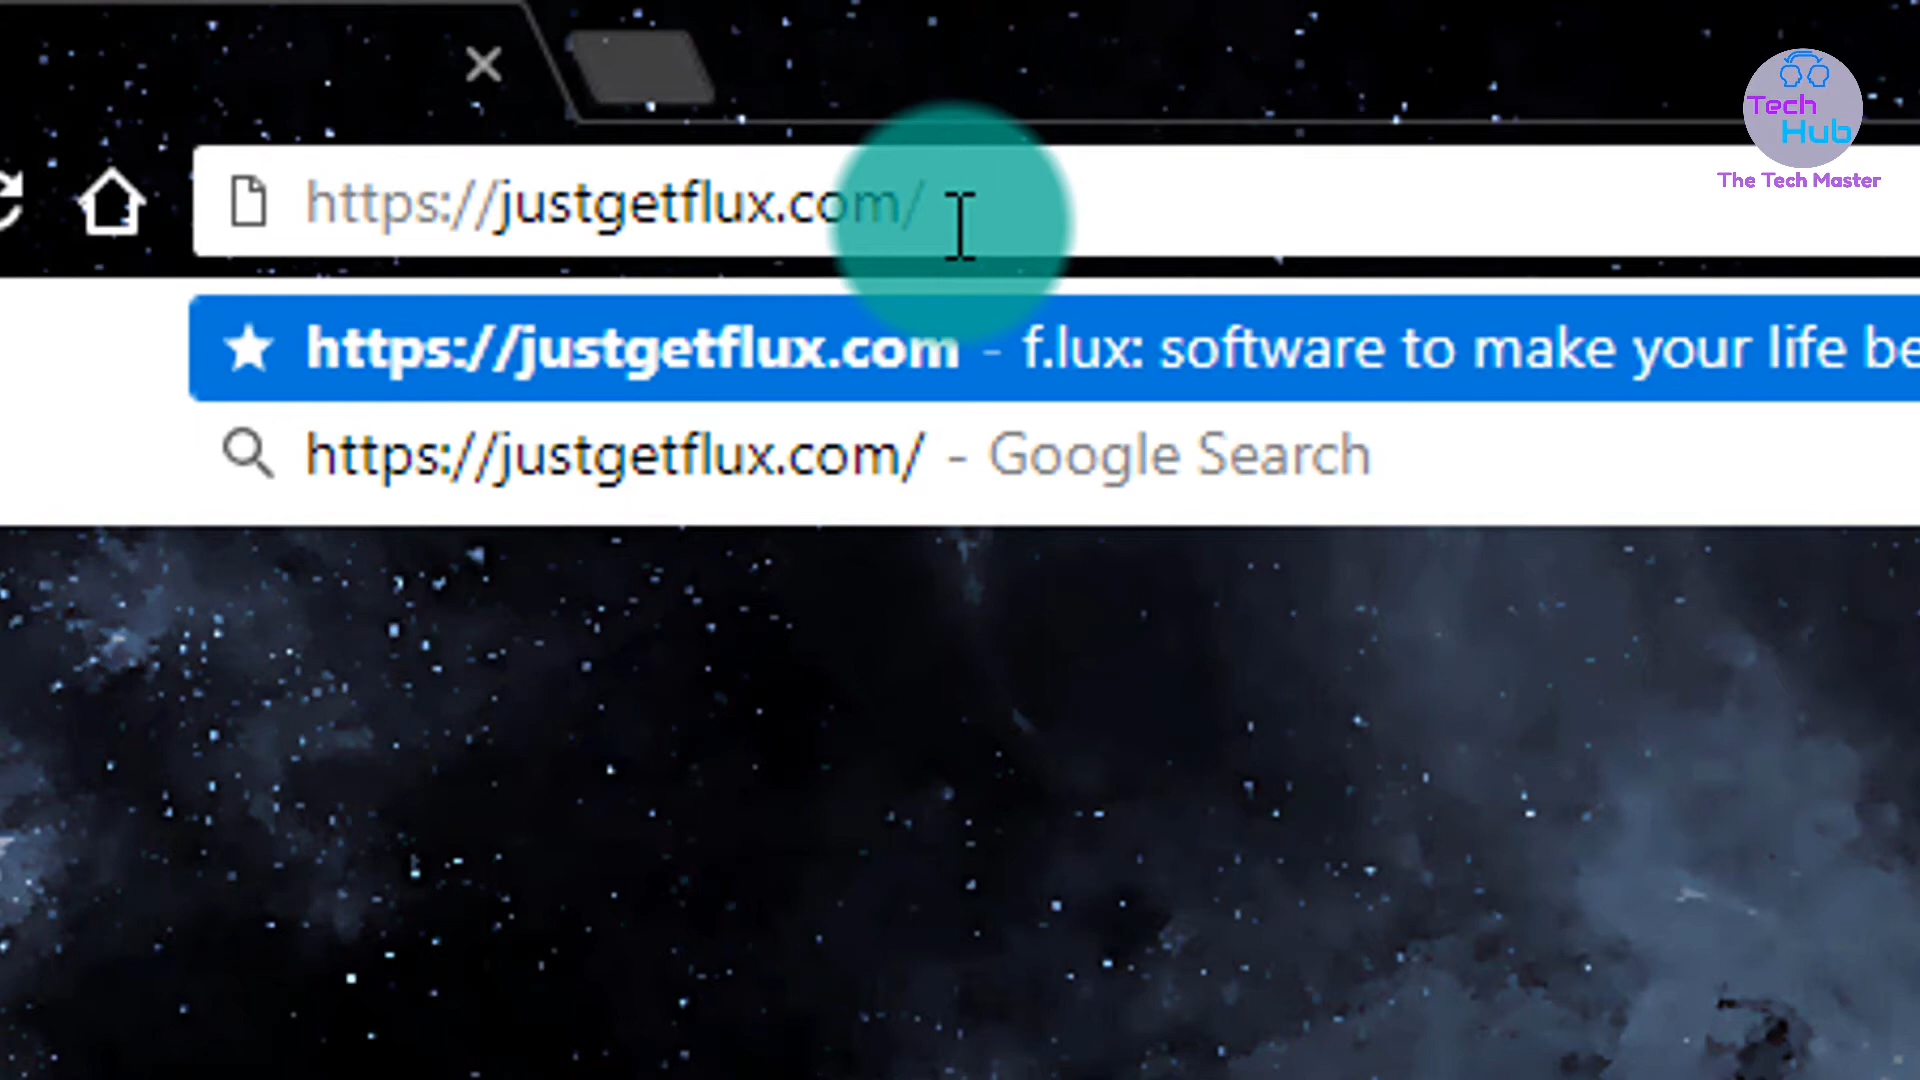 Tech
Hub
The Tech Master
https://justgetflux.com/
https://justgetflux.com - f.lux: software to make your life be
https://justgetflux.com/ - Google Search